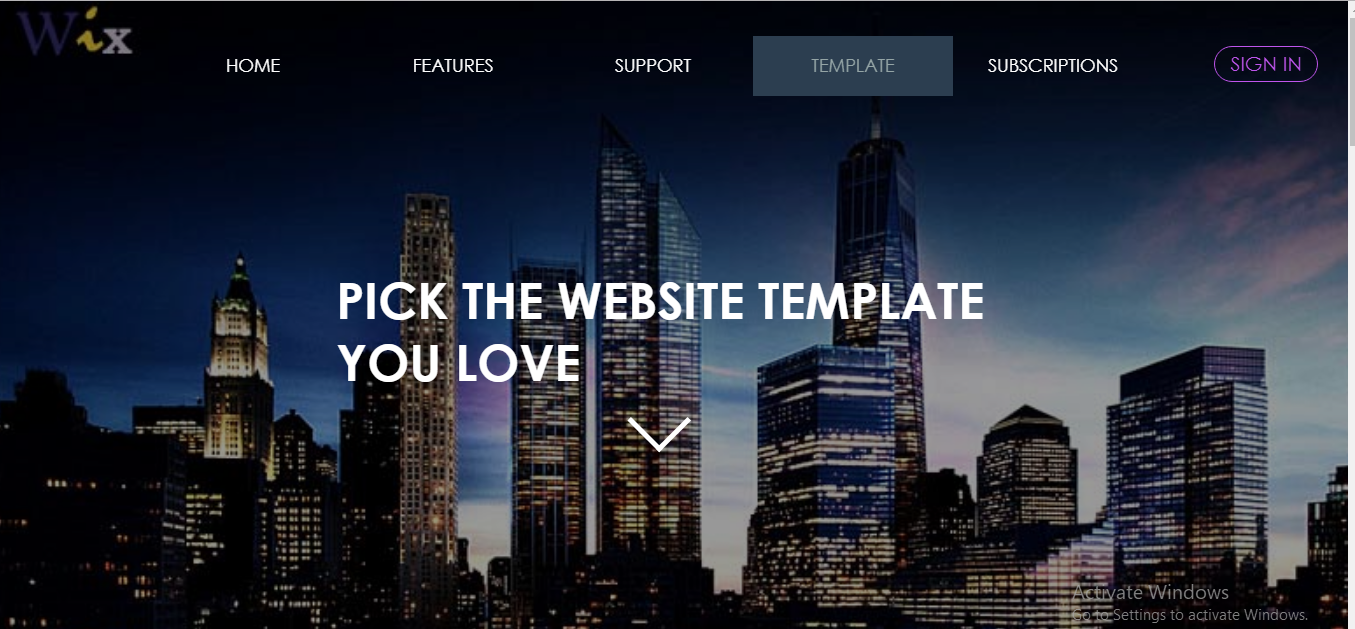 Wix
HOME FEATURES SUPPORT TEMPLATE SUBSCRIPTIONS SIGN IN
PICK THE WEBSITE TEMPLATE
YOU LOVE
Activate Windows
Go to Settings to activate Windows.